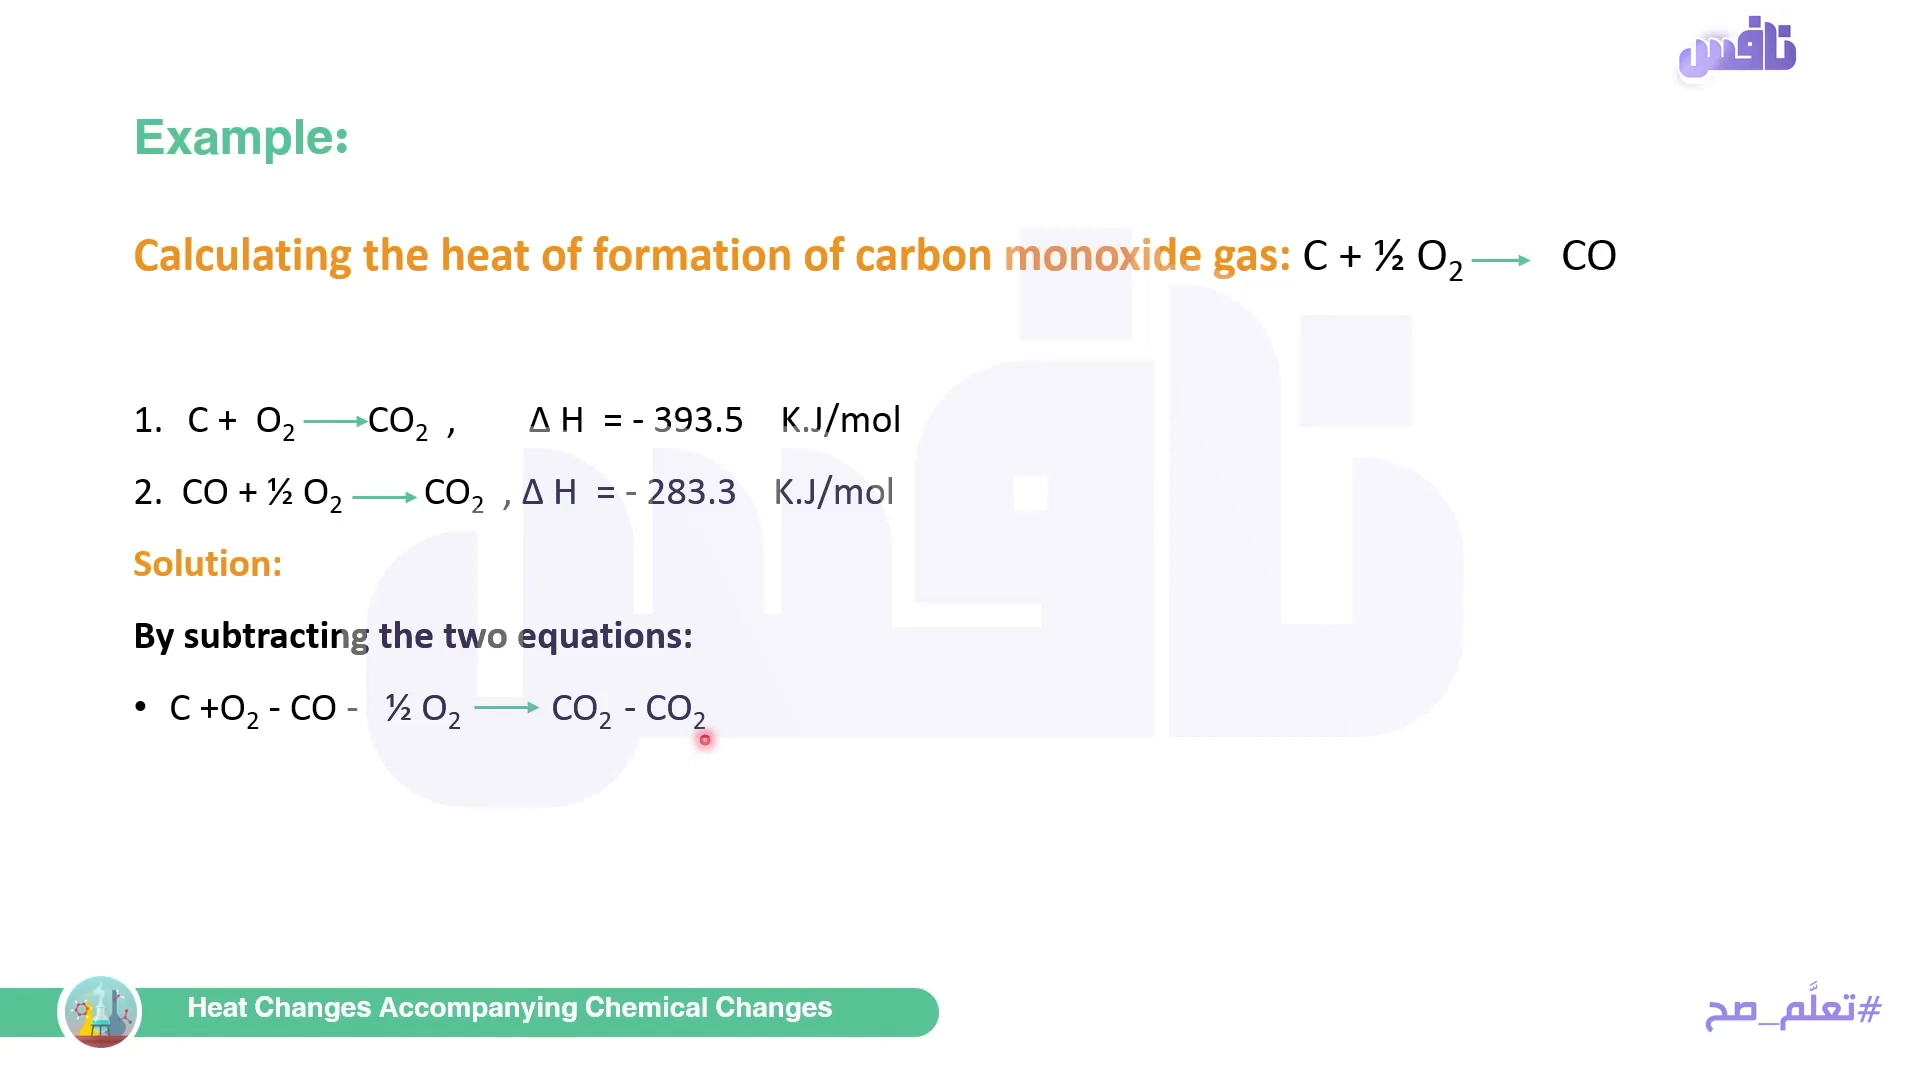 نافس
Example:
Calculating the heat of formation of carbon monoxide gas: C + ½ O₂ ⟶ CO
1. C + O₂ ⟶ CO₂ , Δ H = - 393.5 K.J/mol
2. CO + ½ O₂ ⟶ CO₂ , Δ H = - 283.3 K.J/mol
Solution:
By subtracting the two equations:
• C +O₂ - CO - ½ O₂ ⟶ CO₂ - CO₂
Heat Changes Accompanying Chemical Changes
#تعلَّم_صح